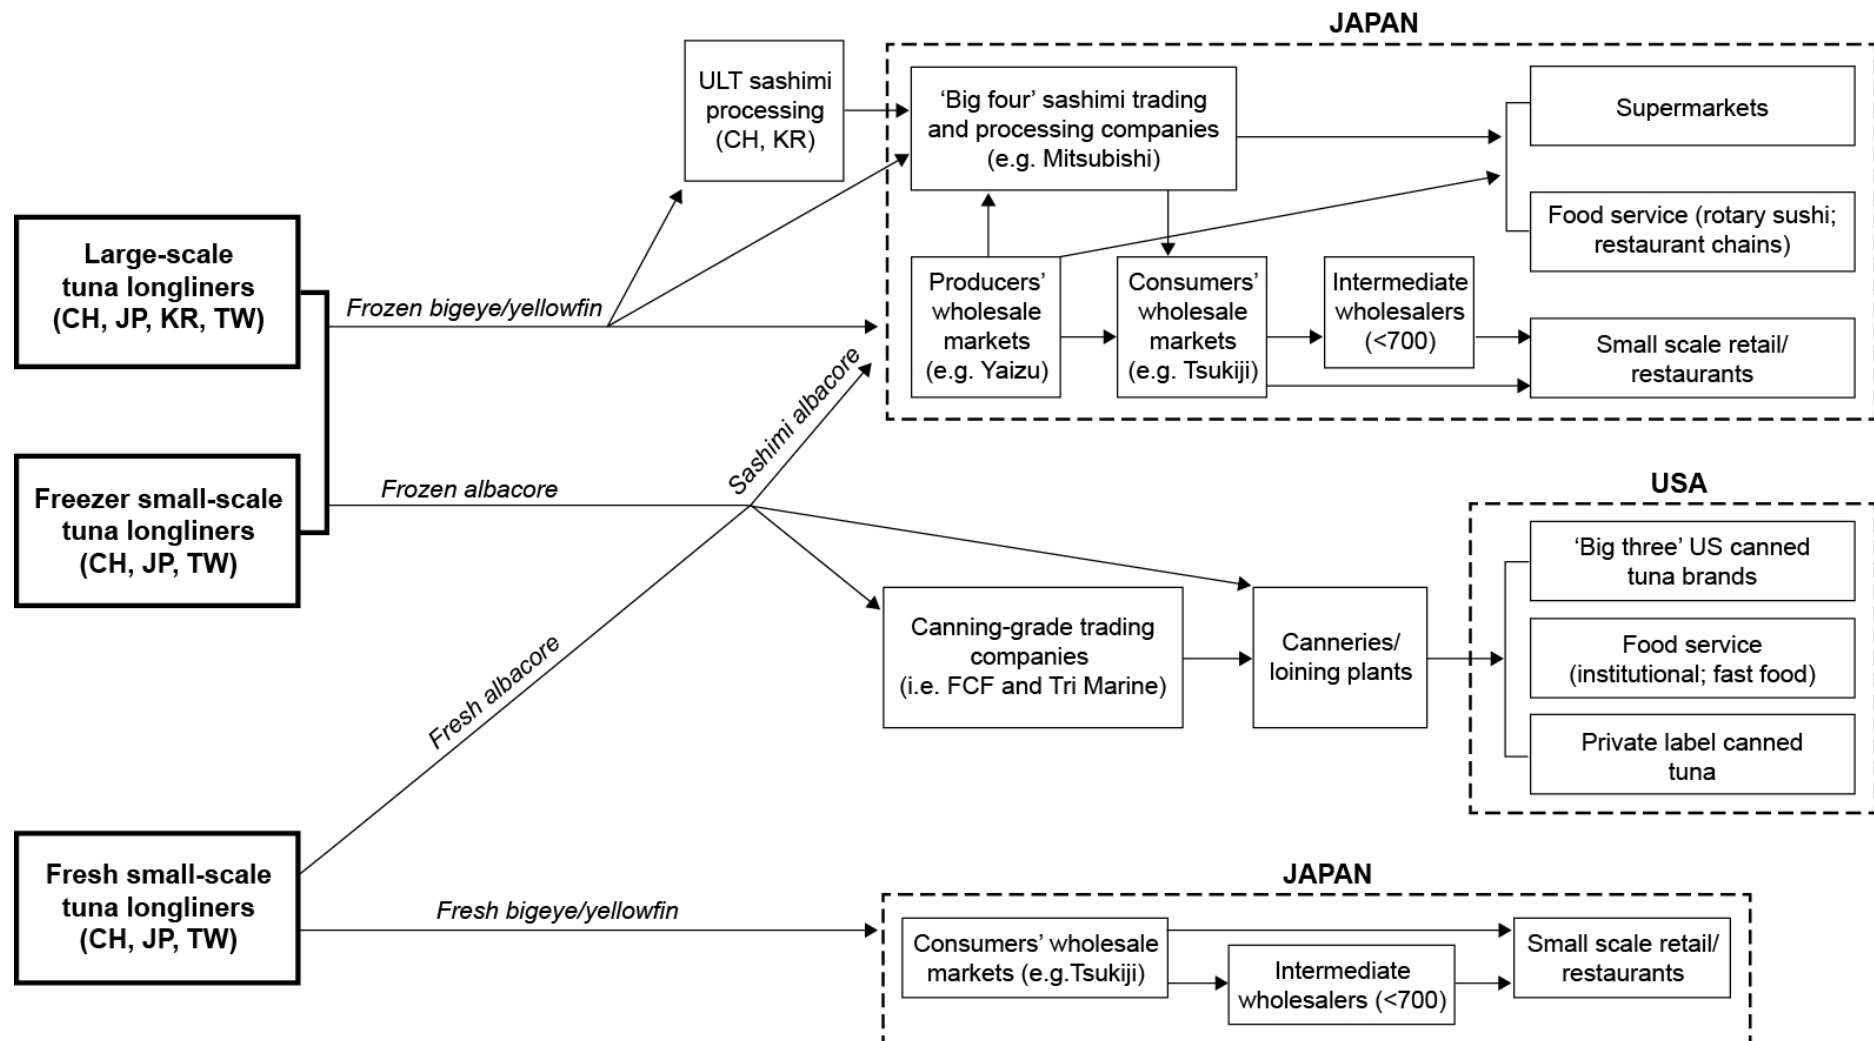 JAPAN
ULT sashimi
processing
(CH, KR)
‘Big four’ sashimi trading
and processing companies
(e.g. Mitsubishi)
Supermarkets
Food service (rotary sushi;
restaurant chains)
Large-scale
tuna longliners
(CH, JP, KR, TW)
Frozen bigeye/yellowfin
Producers’
wholesale
markets
(e.g. Yaizu)
Consumers’
wholesale
markets
(e.g. Tsukiji)
Intermediate
wholesalers
(<700)
Small scale retail/
restaurants
Sashimi albacore
Freezer small-scale
tuna longliners
(CH, JP, TW)
Frozen albacore
USA
‘Big three’ US canned
tuna brands
Canning-grade trading
companies
(i.e. FCF and Tri Marine)
Canneries/
loining plants
Food service
(institutional; fast food)
Private label canned
tuna
Fresh albacore
Fresh small-scale
tuna longliners
(CH, JP, TW)
Fresh bigeye/yellowfin
JAPAN
Consumers’ wholesale
markets (e.g.Tsukiji)
Intermediate
wholesalers (<700)
Small scale retail/
restaurants